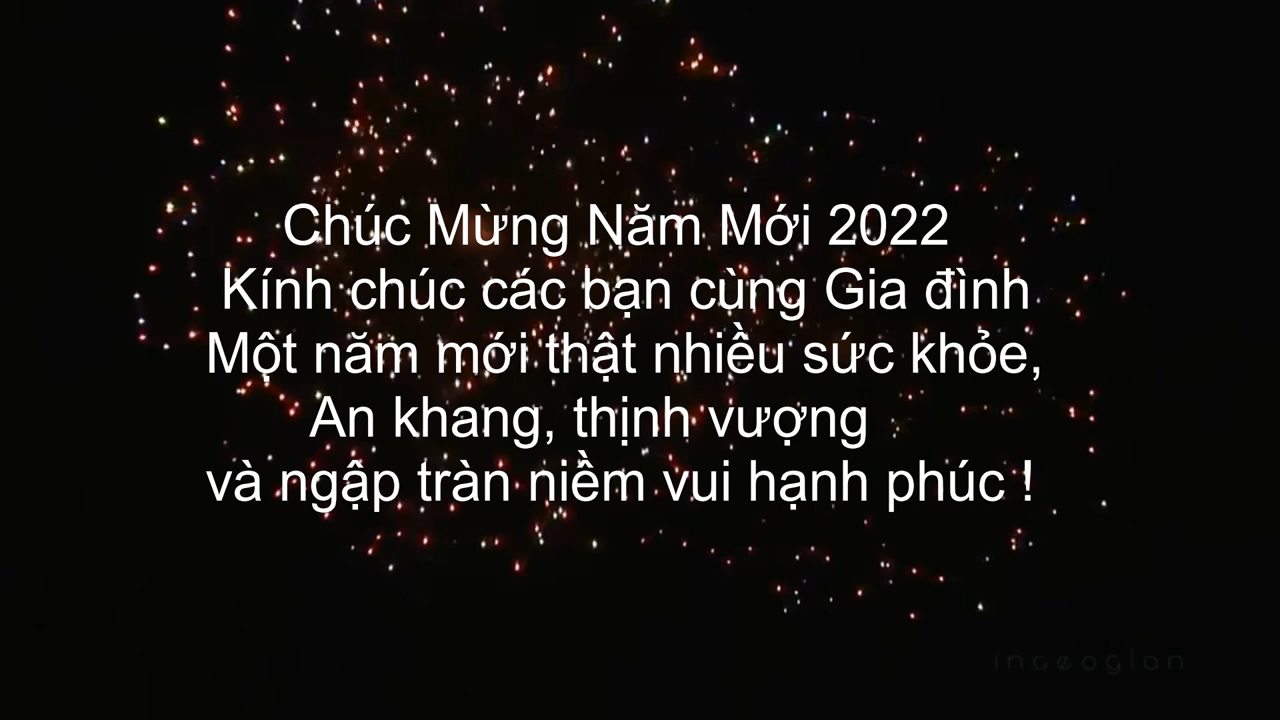 Chúc Mừng Năm Mới 2022
Kính chúc các bạn cùng Gia đình
Một năm mới thật nhiều sức khỏe,
An khang, thịnh vượng
và ngập tràn niềm vui hạnh phúc !